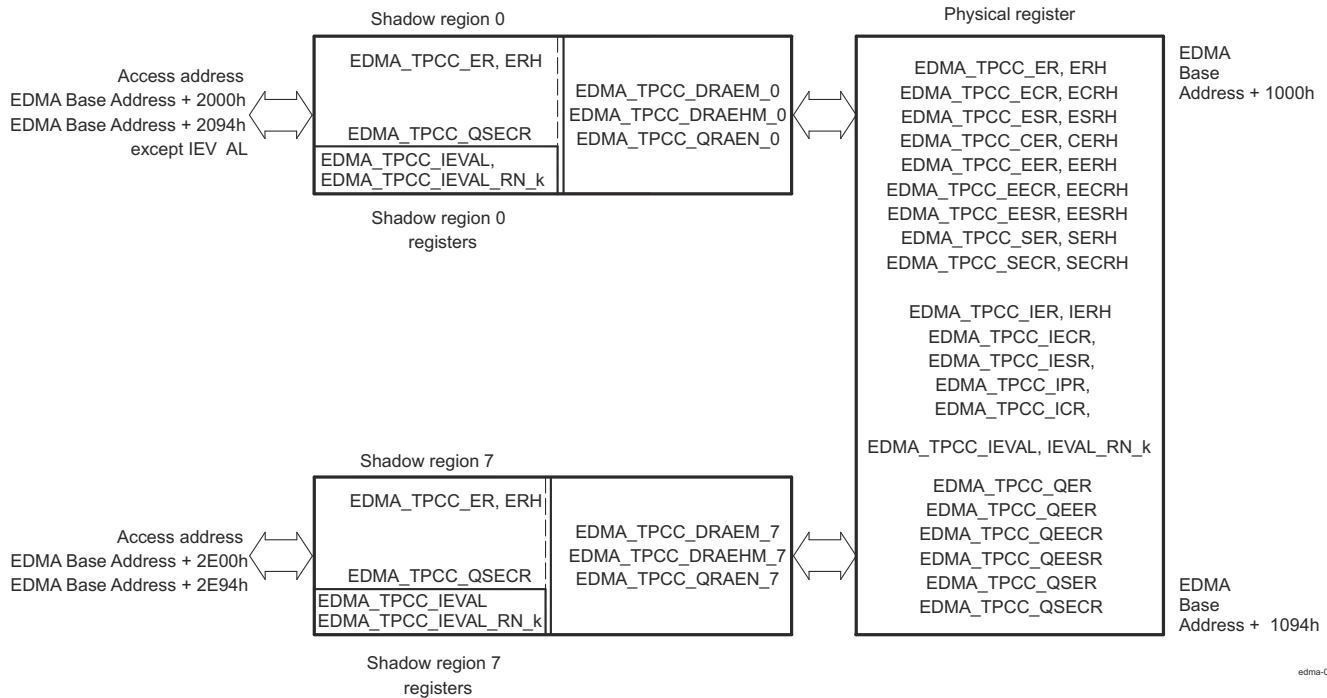 Shadow region 0
Access address
EDMA Base Address + 2000h
EDMA Base Address + 2094h
except IEV AL
EDMA_TPCC_ER, ERH
EDMA_TPCC_QSECR
EDMA_TPCC_IEVAL,
EDMA_TPCC_IEVAL_RN_k
EDMA_TPCC_DRAEM_0
EDMA_TPCC_DRAEHM_0
EDMA_TPCC_QRAEN_0
Shadow region 0
registers
Shadow region 7
Access address
EDMA Base Address + 2E00h
EDMA Base Address + 2E94h
EDMA_TPCC_ER, ERH
EDMA_TPCC_QSECR
EDMA_TPCC_IEVAL
EDMA_TPCC_IEVAL_RN_k
EDMA_TPCC_DRAEM_7
EDMA_TPCC_DRAEHM_7
EDMA_TPCC_QRAEN_7
Shadow region 7
registers
Physical register
EDMA_TPCC_ER, ERH
EDMA_TPCC_ECR, ECRH
EDMA_TPCC_ESR, ESRH
EDMA_TPCC_CER, CERH
EDMA_TPCC_EER, EERH
EDMA_TPCC_EECR, EECRH
EDMA_TPCC_EESR, EESRH
EDMA_TPCC_SER, SERH
EDMA_TPCC_SECR, SECRH
EDMA_TPCC_IER, IERH
EDMA_TPCC_IECR,
EDMA_TPCC_IESR,
EDMA_TPCC_IPR,
EDMA_TPCC_ICR,
EDMA_TPCC_IEVAL, IEVAL_RN_k
EDMA_TPCC_QER
EDMA_TPCC_QEER
EDMA_TPCC_QEECR
EDMA_TPCC_QEESR
EDMA_TPCC_QSER
EDMA_TPCC_QSECR
EDMA
Base
Address + 1000h
EDMA
Base
Address + 1094h